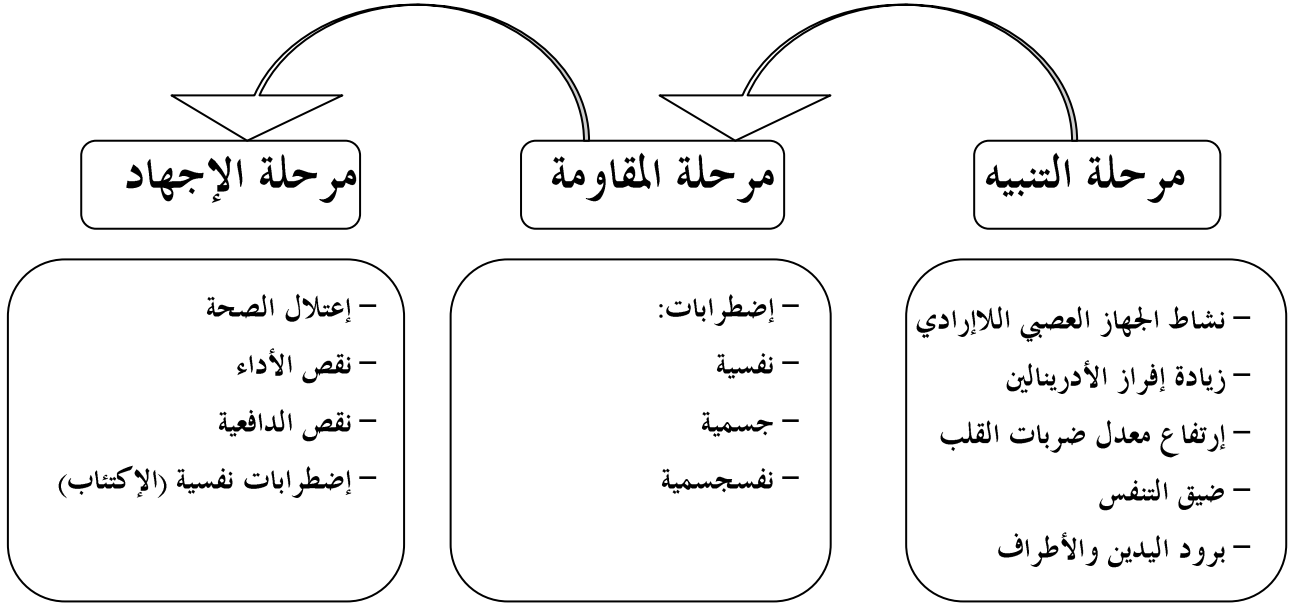 مرحلة التنبيه
مرحلة المقاومة
مرحلة الإجهاد
– نشاط الجهاز العصبي اللاإرادي
– زيادة إفراز الأدرينالين
– إرتفاع معدل ضربات القلب
– ضيق التنفس
– برود اليدين والأطراف
– إضطرابات:
– نفسية
– جسمية
– نفسجسمية
– إعتلال الصحة
– نقص الأداء
– نقص الدافعية
– إضطرابات نفسية (الإكتئاب)